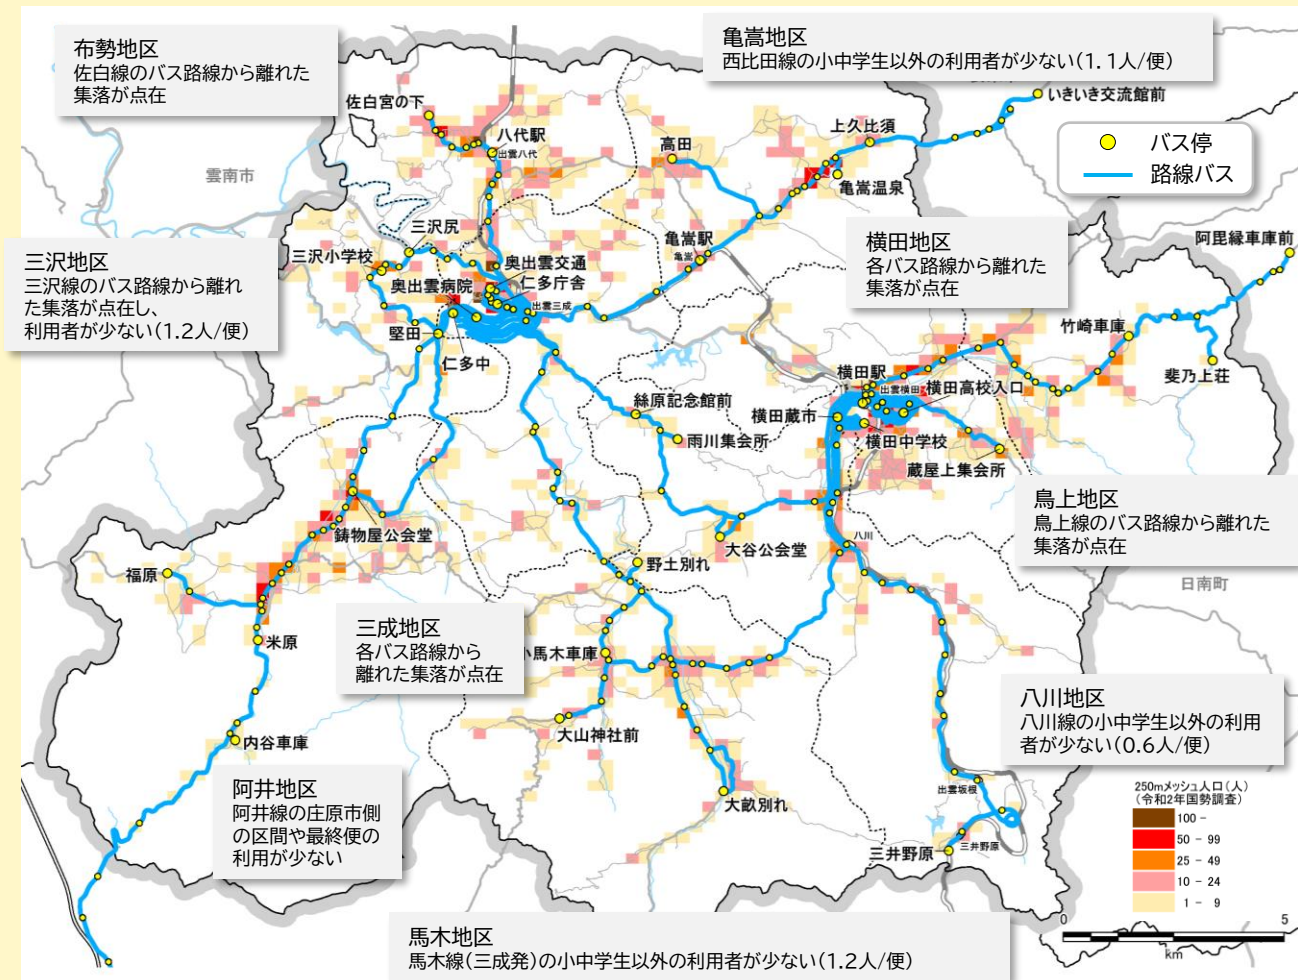 布勢地区
佐白線のバス路線から離れた
集落が点在
亀嵩地区
西比田線の小中学生以外の利用者が少ない(1.1人/便)
いきいき交流館前
バス停
路線バス
佐白宮の下
八代駅
出雲八代
高田
上久比須
亀嵩温泉
雲南市
三沢地区
三沢線のバス路線から離れ
た集落が点在し、
利用者が少ない(1.2人/便)
三沢尻
三沢小学校
奥出雲交通
奥出雲病院
仁多庁舎
出雲三成
堅田
仁多中
亀嵩駅
亀嵩
横田地区
各バス路線から離れた
集落が点在
阿毘縁車庫前
竹崎車庫
斐乃上荘
横田駅
出雲横田
横田高校入口
横田蔵市
横田中学校
蔵屋上集会所
絲原記念館前
雨川集会所
鳥上地区
鳥上線のバス路線から離れた
集落が点在
鋳物屋公会堂
大谷公会堂
八川
福原
野土別れ
日南町
米原
三成地区
各バス路線から
離れた集落が点在
小馬木車庫
大山神社前
八川地区
八川線の小中学生以外の利用
者が少ない(0.6人/便)
内谷車庫
阿井地区
阿井線の庄原市側
の区間や最終便の
利用が少ない
大畝別れ
出雲坂根
三井野原
三井野原
250mメッシュ人口(人)
(令和2年国勢調査)
100 -
50 - 99
25 - 49
10 - 24
1 - 9
0
5
km
馬木地区
馬木線(三成発)の小中学生以外の利用者が少ない(1.2人/便)